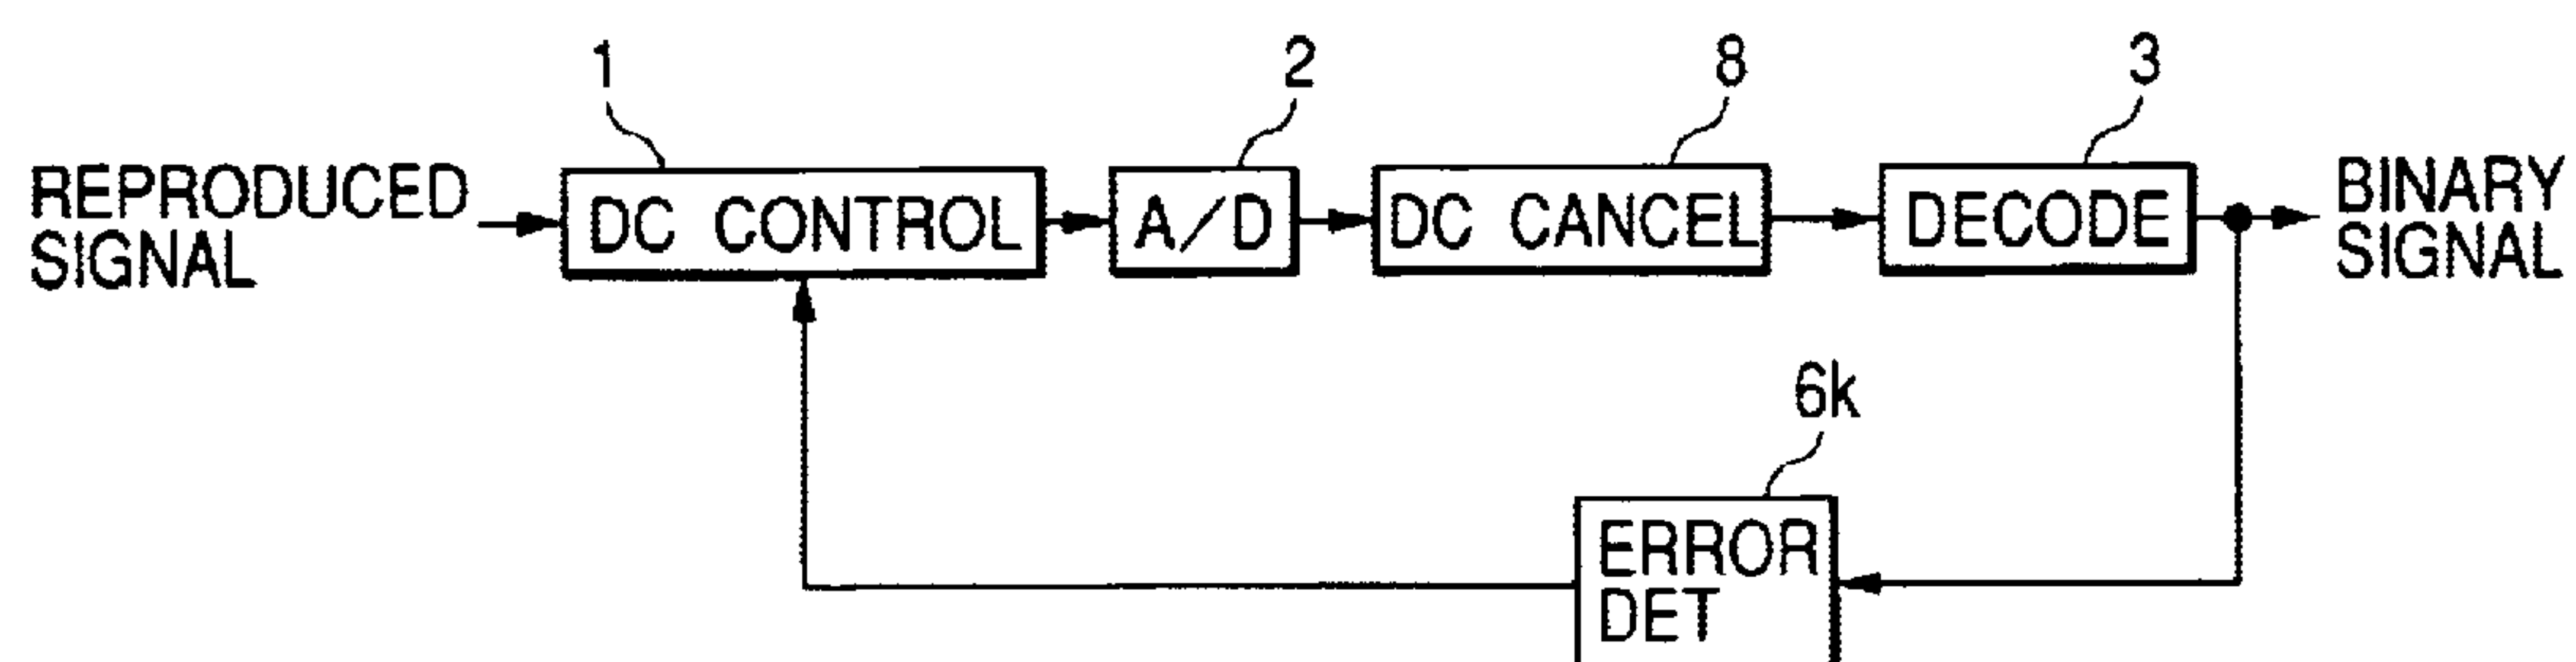 1
2
8
3
REPRODUCED
SIGNAL
DC CONTROL
A/D
DC CANCEL
DECODE
BINARY
SIGNAL
6k
ERROR
DET